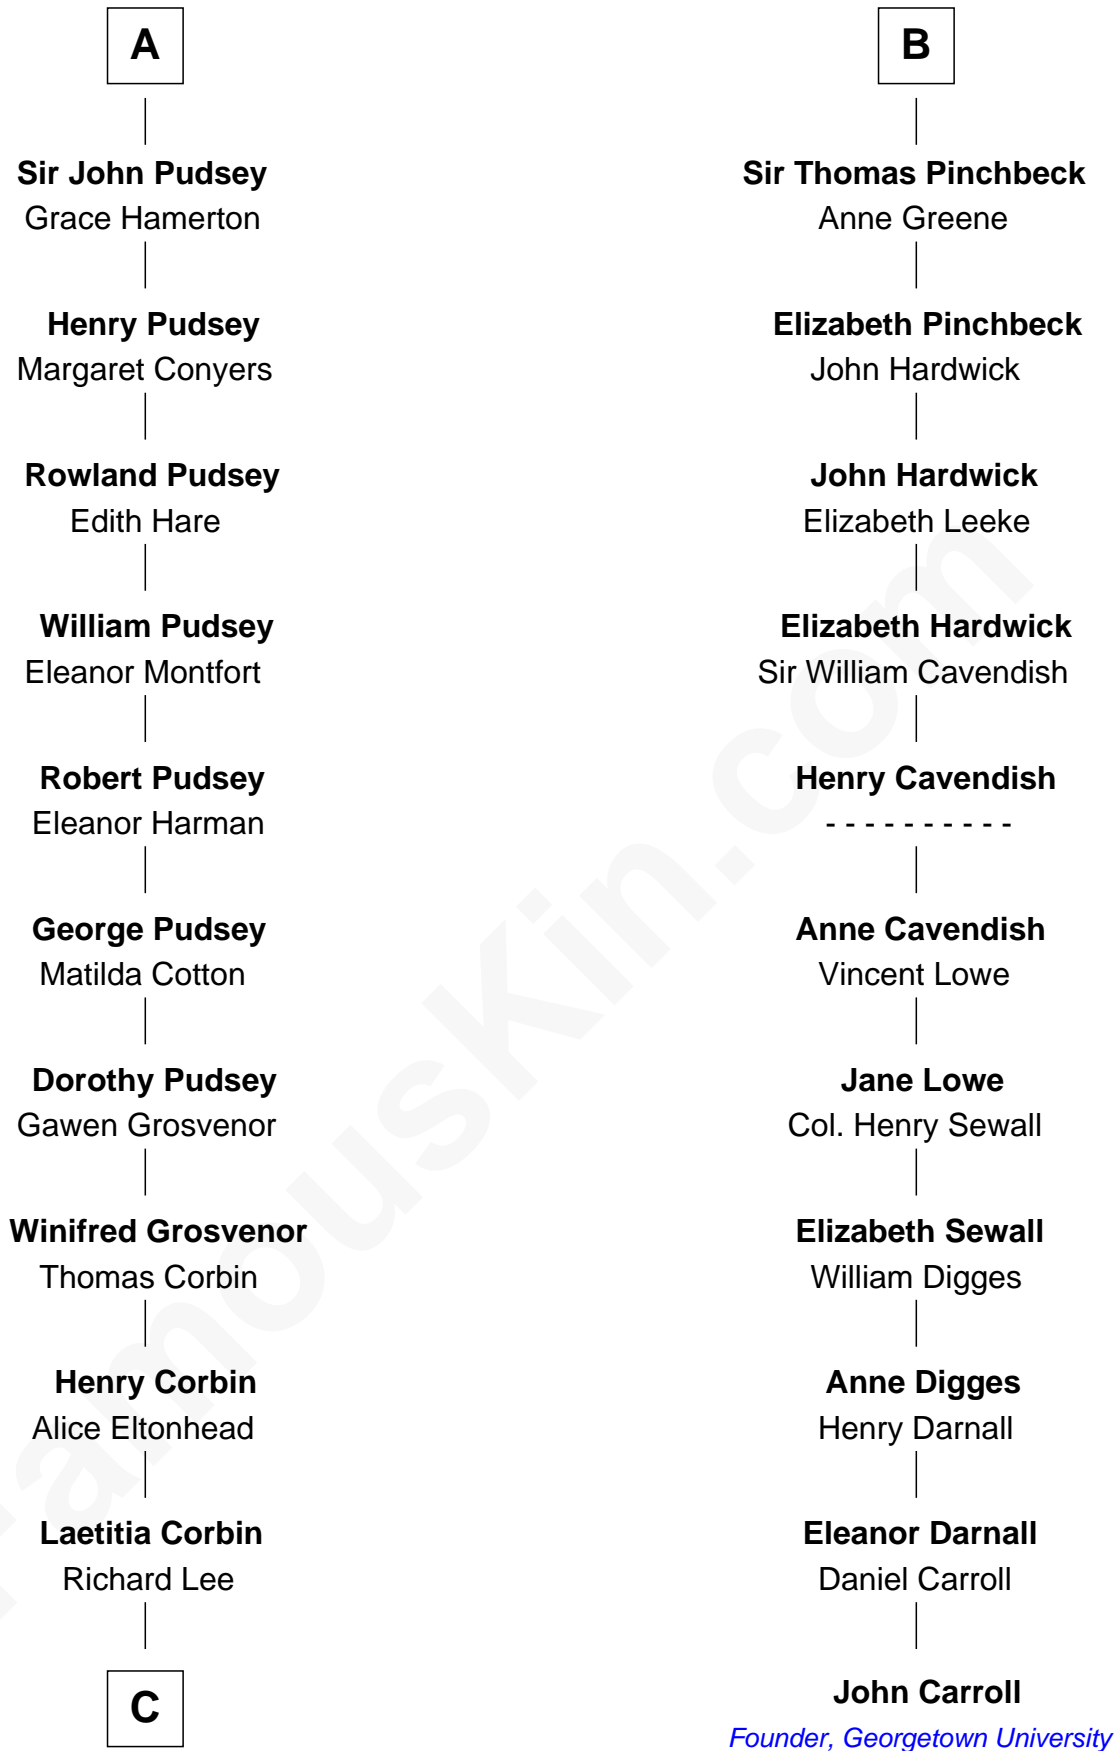 A
Sir John Pudsey
Grace Hamerton
Henry Pudsey
Margaret Conyers
Rowland Pudsey
Edith Hare
William Pudsey
Eleanor Montfort
Robert Pudsey
Eleanor Harman
George Pudsey
Matilda Cotton
Dorothy Pudsey
Gawen Grosvenor
Winifred Grosvenor
Thomas Corbin
Henry Corbin
Alice Eltonhead
Laetitia Corbin
Richard Lee
C
B
Sir Thomas Pinchbeck
Anne Greene
Elizabeth Pinchbeck
John Hardwick
John Hardwick
Elizabeth Leeke
Elizabeth Hardwick
Sir William Cavendish
Henry Cavendish
- - - - - - - - - -
Anne Cavendish
Vincent Lowe
Jane Lowe
Col. Henry Sewall
Elizabeth Sewall
William Digges
Anne Digges
Henry Darnall
Eleanor Darnall
Daniel Carroll
John Carroll
Founder, Georgetown University
FamousKin.com